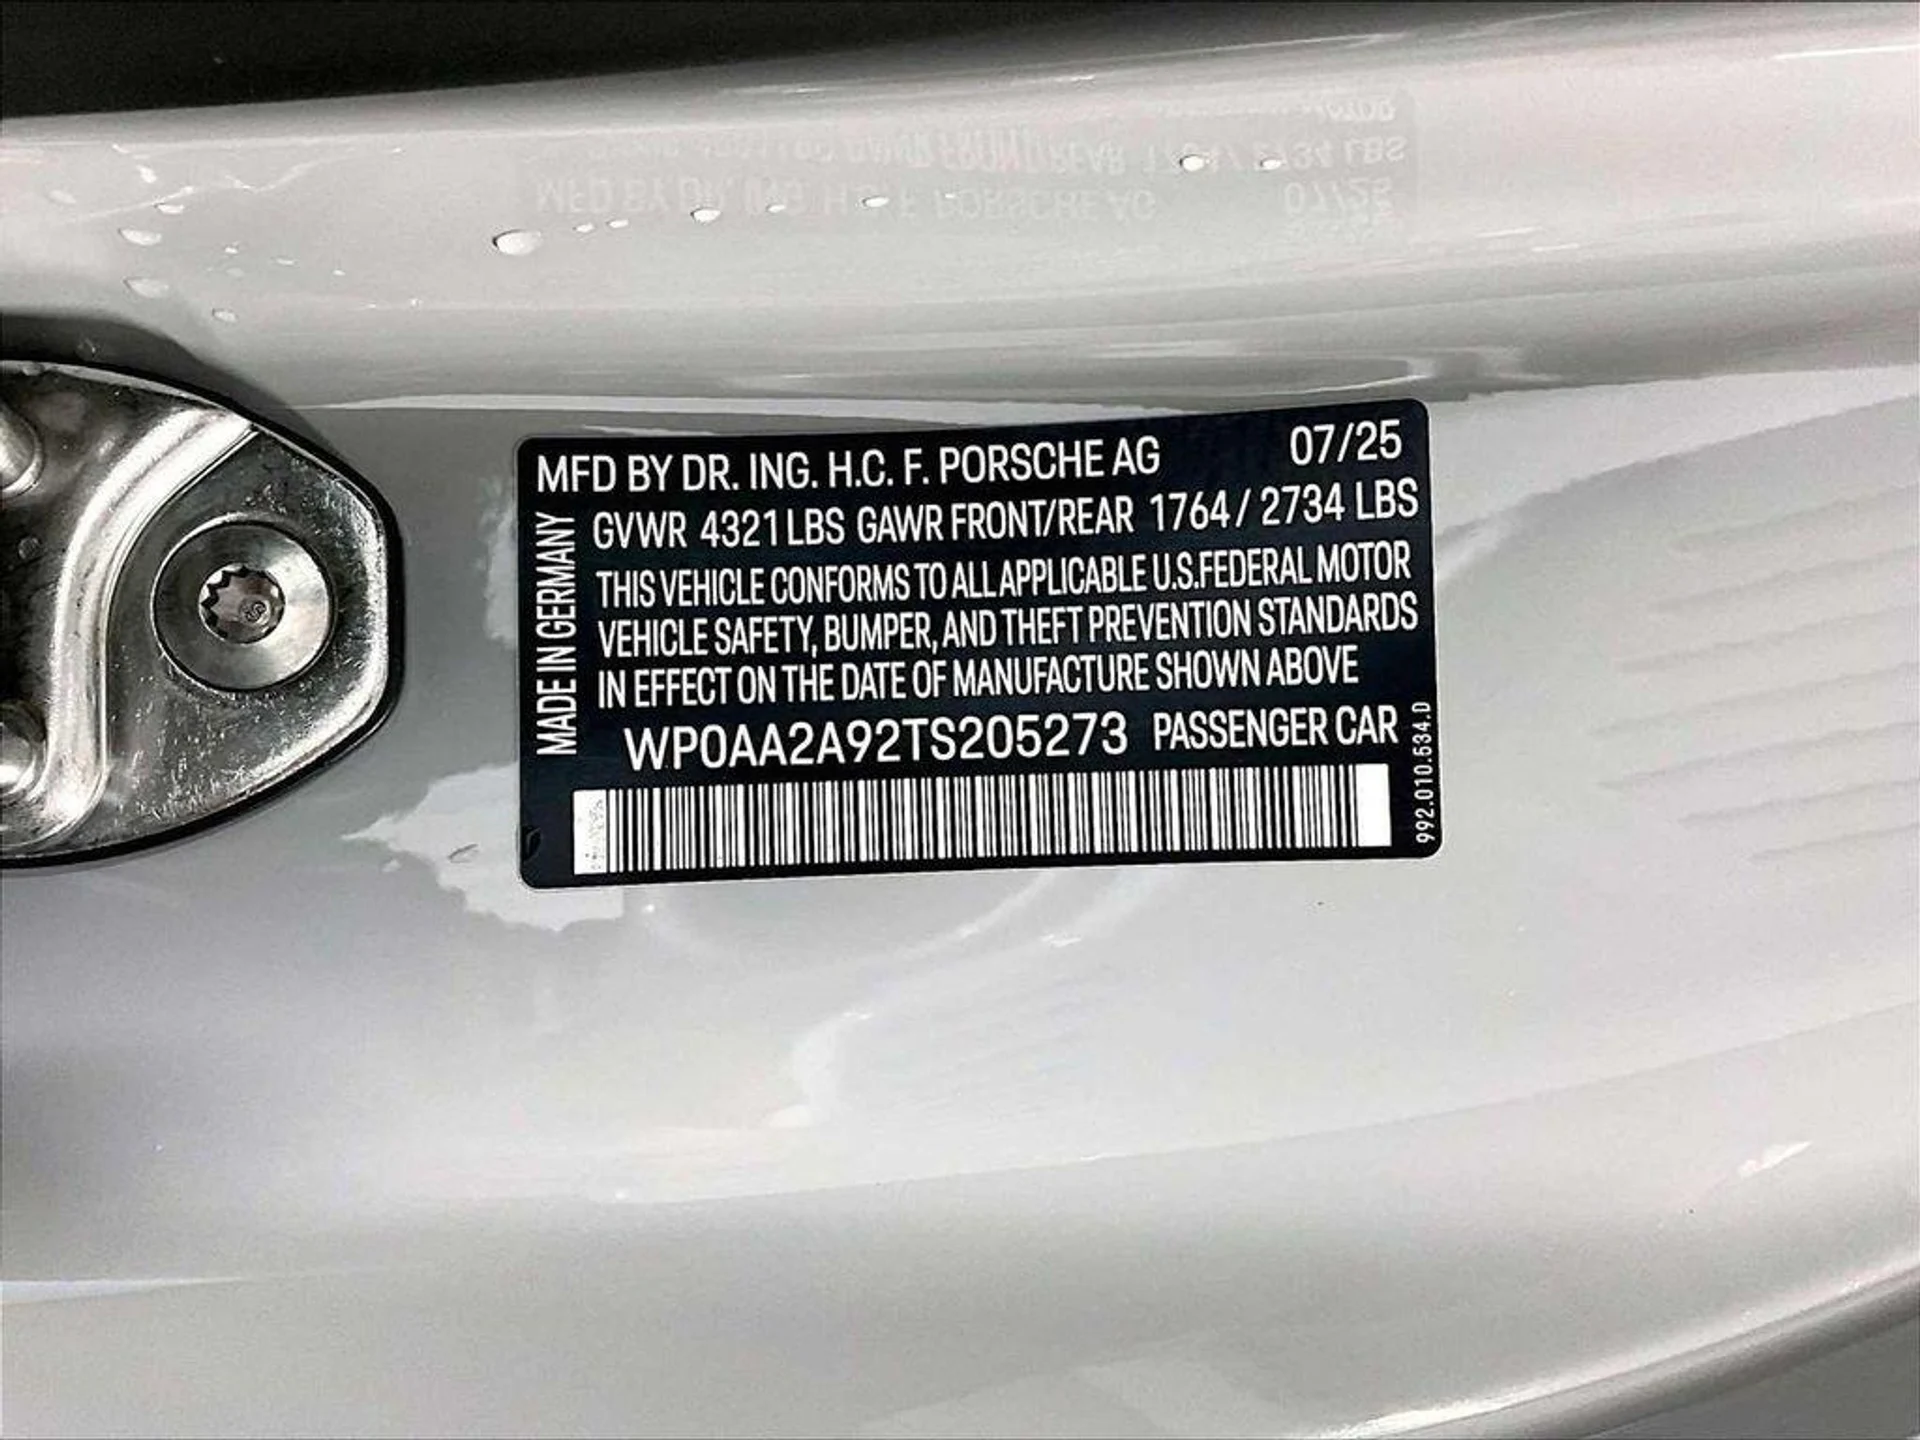 MFD BY DR. ING. H.C. F. PORSCHE AG 07/25
GVWR 4321 LBS GAWR FRONT/REAR 1764 / 2734 LBS
THIS VEHICLE CONFORMS TO ALL APPLICABLE U.S.FEDERAL MOTOR
VEHICLE SAFETY, BUMPER, AND THEFT PREVENTION STANDARDS
IN EFFECT ON THE DATE OF MANUFACTURE SHOWN ABOVE
WP0AA2A92TS205273 PASSENGER CAR
MADE IN GERMANY
992.010.534.D